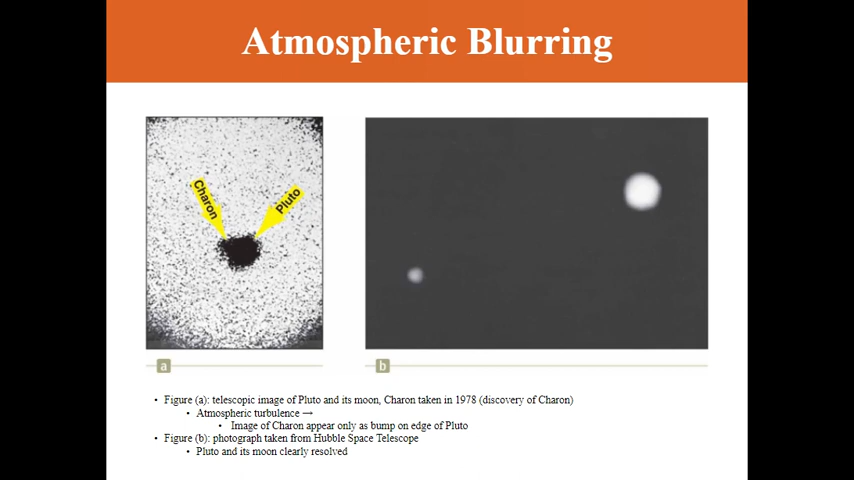 Atmospheric Blurring
Charon
Pluto
a
b
• Figure (a): telescopic image of Pluto and its moon, Charon taken in 1978 (discovery of Charon)
• Atmospheric turbulence →
• Image of Charon appear only as bump on edge of Pluto
• Figure (b): photograph taken from Hubble Space Telescope
• Pluto and its moon clearly resolved